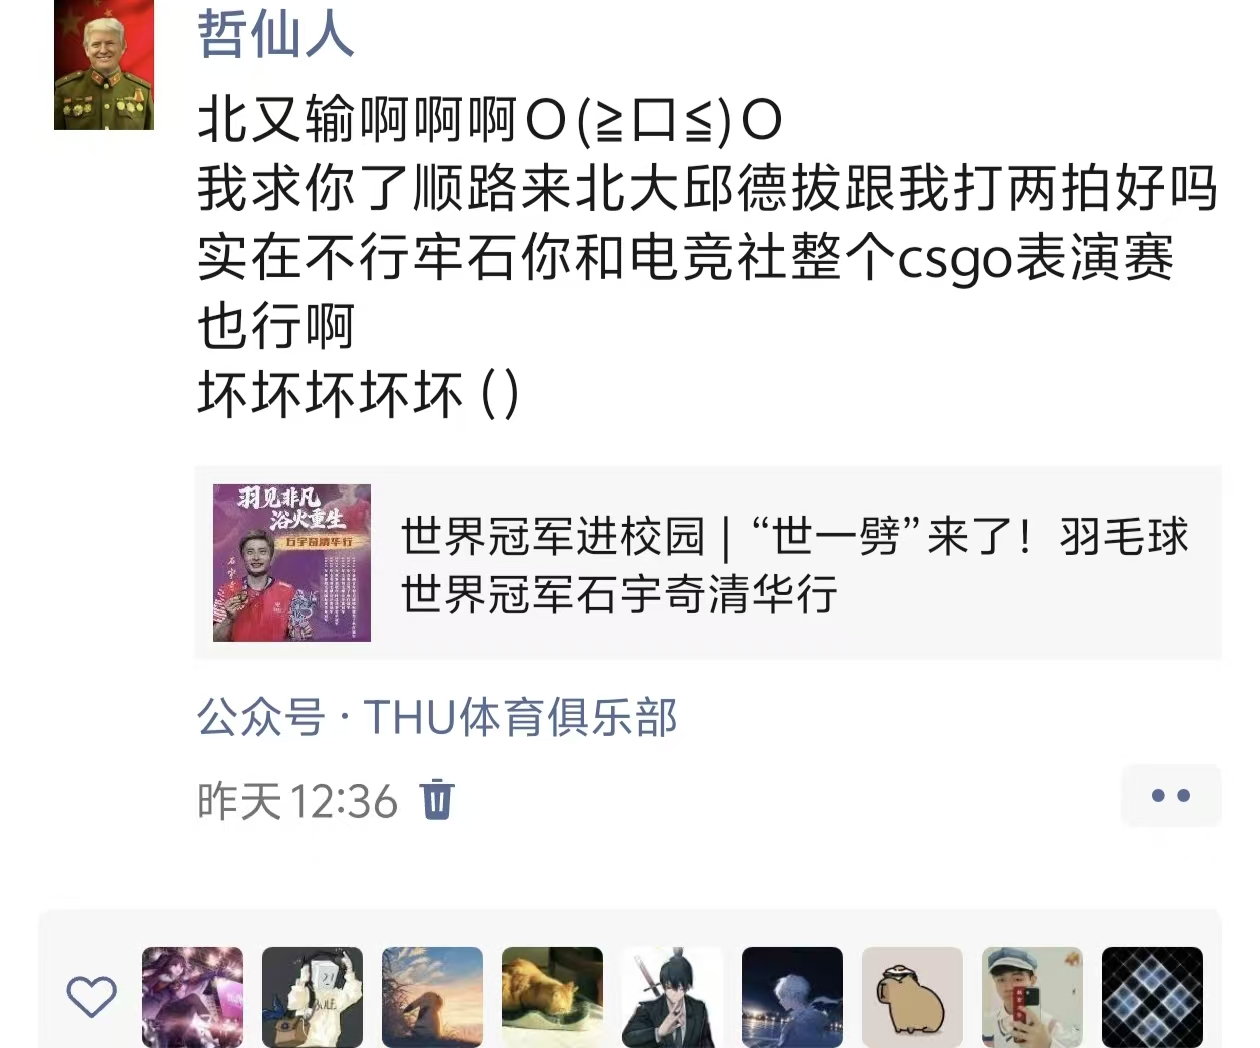 哲仙人
北又输啊啊啊O(≧口≦)O
我求你了顺路来北大邱德拔跟我打两拍好吗
实在不行牢石你和电竞社整个csgo表演赛
也行啊
坏坏坏坏坏()
羽见非凡
浴火重生
石宇奇清华行
世界冠军进校园 | “世一劈”来了！羽毛球
世界冠军石宇奇清华行
公众号 · THU体育俱乐部
昨天12:36